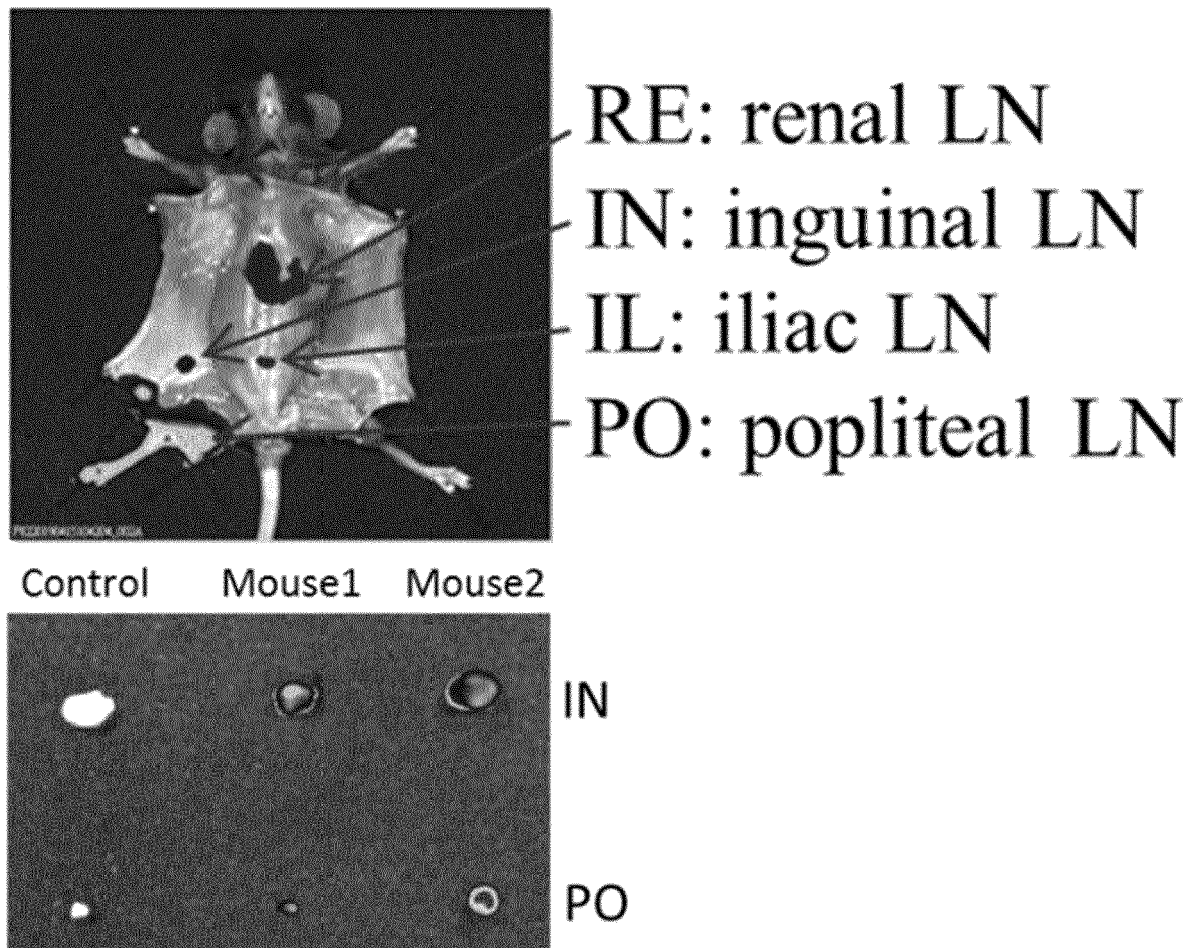 RE: renal LN
IN: inguinal LN
IL: iliac LN
PO: popliteal LN
Control Mouse1 Mouse2
IN
PO